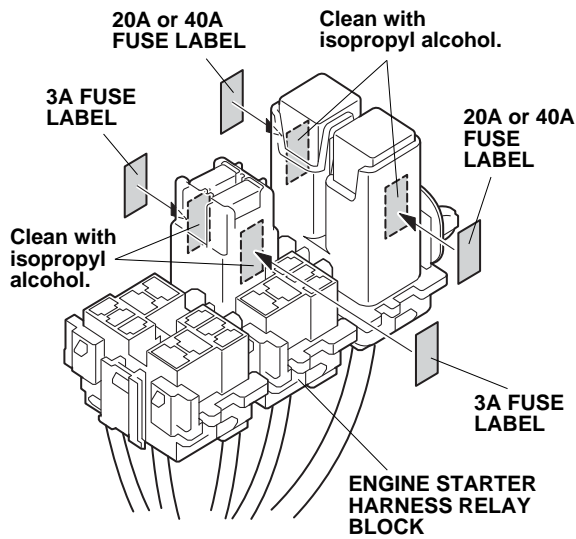 20A or 40A
FUSE LABEL
Clean with
isopropyl alcohol.
3A FUSE
LABEL
20A or 40A
FUSE
LABEL
Clean with
isopropyl
alcohol.
3A FUSE
LABEL
ENGINE STARTER
HARNESS RELAY
BLOCK